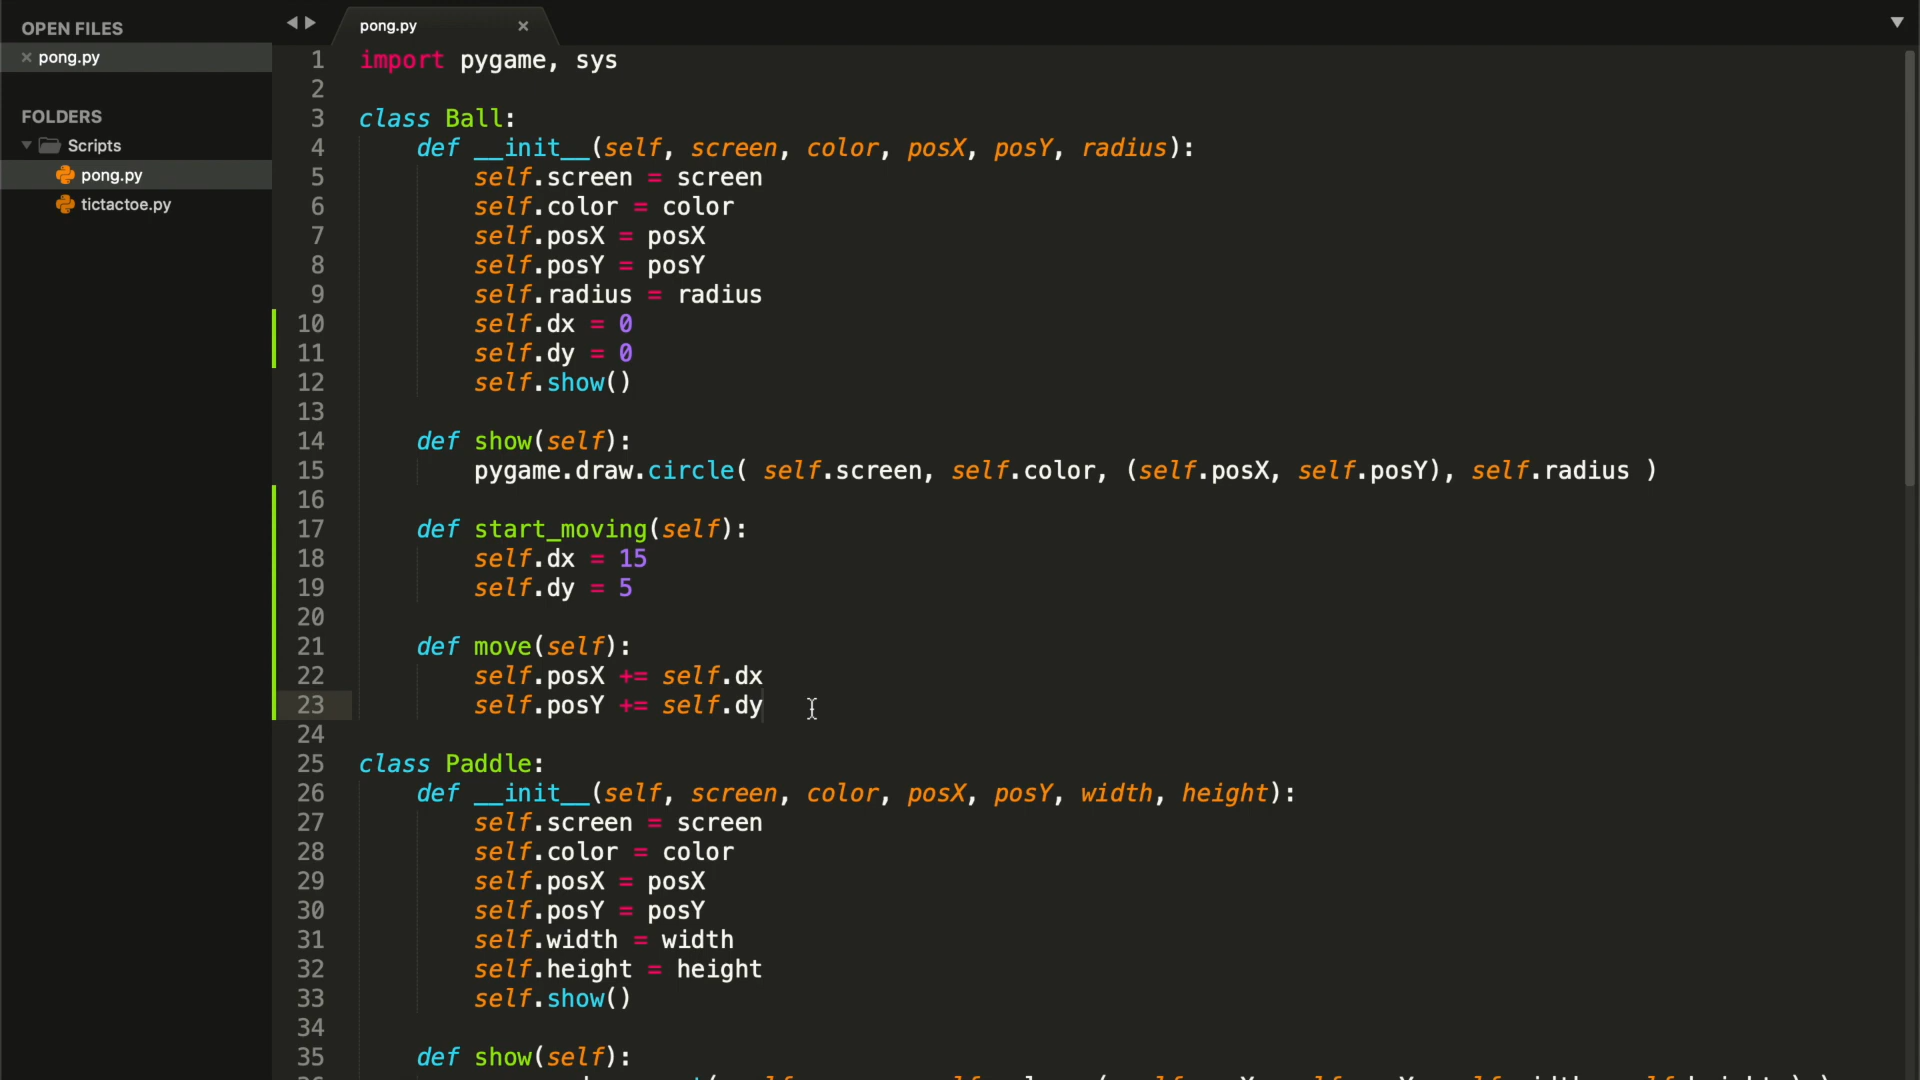 OPEN FILES
pong.py
FOLDERS
Scripts
pong.py
tictactoe.py
pong.py
1 import pygame, sys
2
3 class Ball:
4     def __init__(self, screen, color, posX, posY, radius):
5         self.screen = screen
6         self.color = color
7         self.posX = posX
8         self.posY = posY
9         self.radius = radius
10         self.dx = 0
11         self.dy = 0
12         self.show()
13
14     def show(self):
15         pygame.draw.circle( self.screen, self.color, (self.posX, self.posY), self.radius )
16
17     def start_moving(self):
18         self.dx = 15
19         self.dy = 5
20
21     def move(self):
22         self.posX += self.dx
23         self.posY += self.dy
24
25 class Paddle:
26     def __init__(self, screen, color, posX, posY, width, height):
27         self.screen = screen
28         self.color = color
29         self.posX = posX
30         self.posY = posY
31         self.width = width
32         self.height = height
33         self.show()
34
35     def show(self):